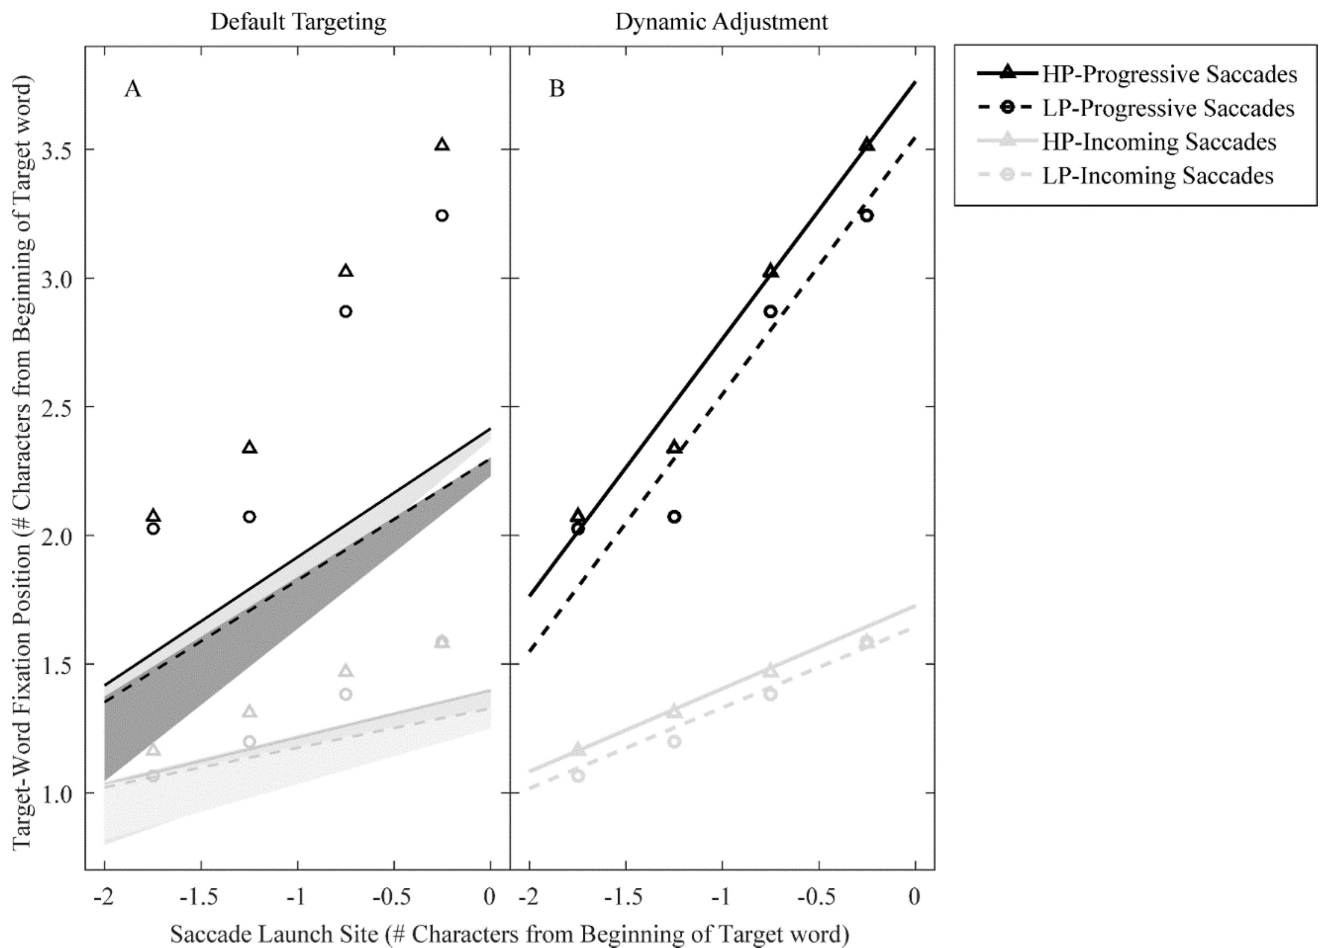 Default Targeting
Dynamic Adjustment
A
B
HP-Progressive Saccades
LP-Progressive Saccades
HP-Incoming Saccades
LP-Incoming Saccades
Target-Word Fixation Position (# Characters from Beginning of Target word)
3.5
3.0
2.5
2.0
1.5
1.0
-2
-1.5
-1
-0.5
0
-2
-1.5
-1
-0.5
0
Saccade Launch Site (# Characters from Beginning of Target word)